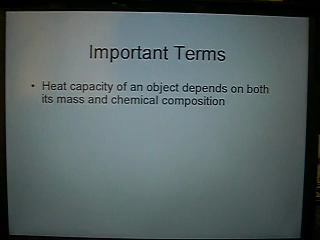 Important Terms
• Heat capacity of an object depends on both
its mass and chemical composition